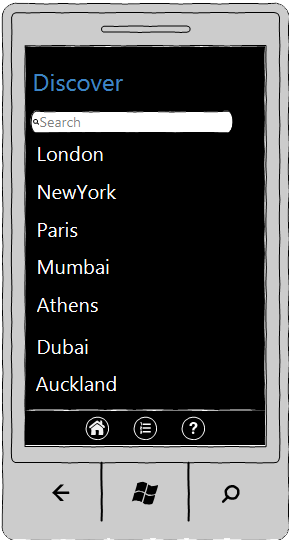 Discover
Search
London
NewYork
Paris
Mumbai
Athens
Dubai
Auckland
?